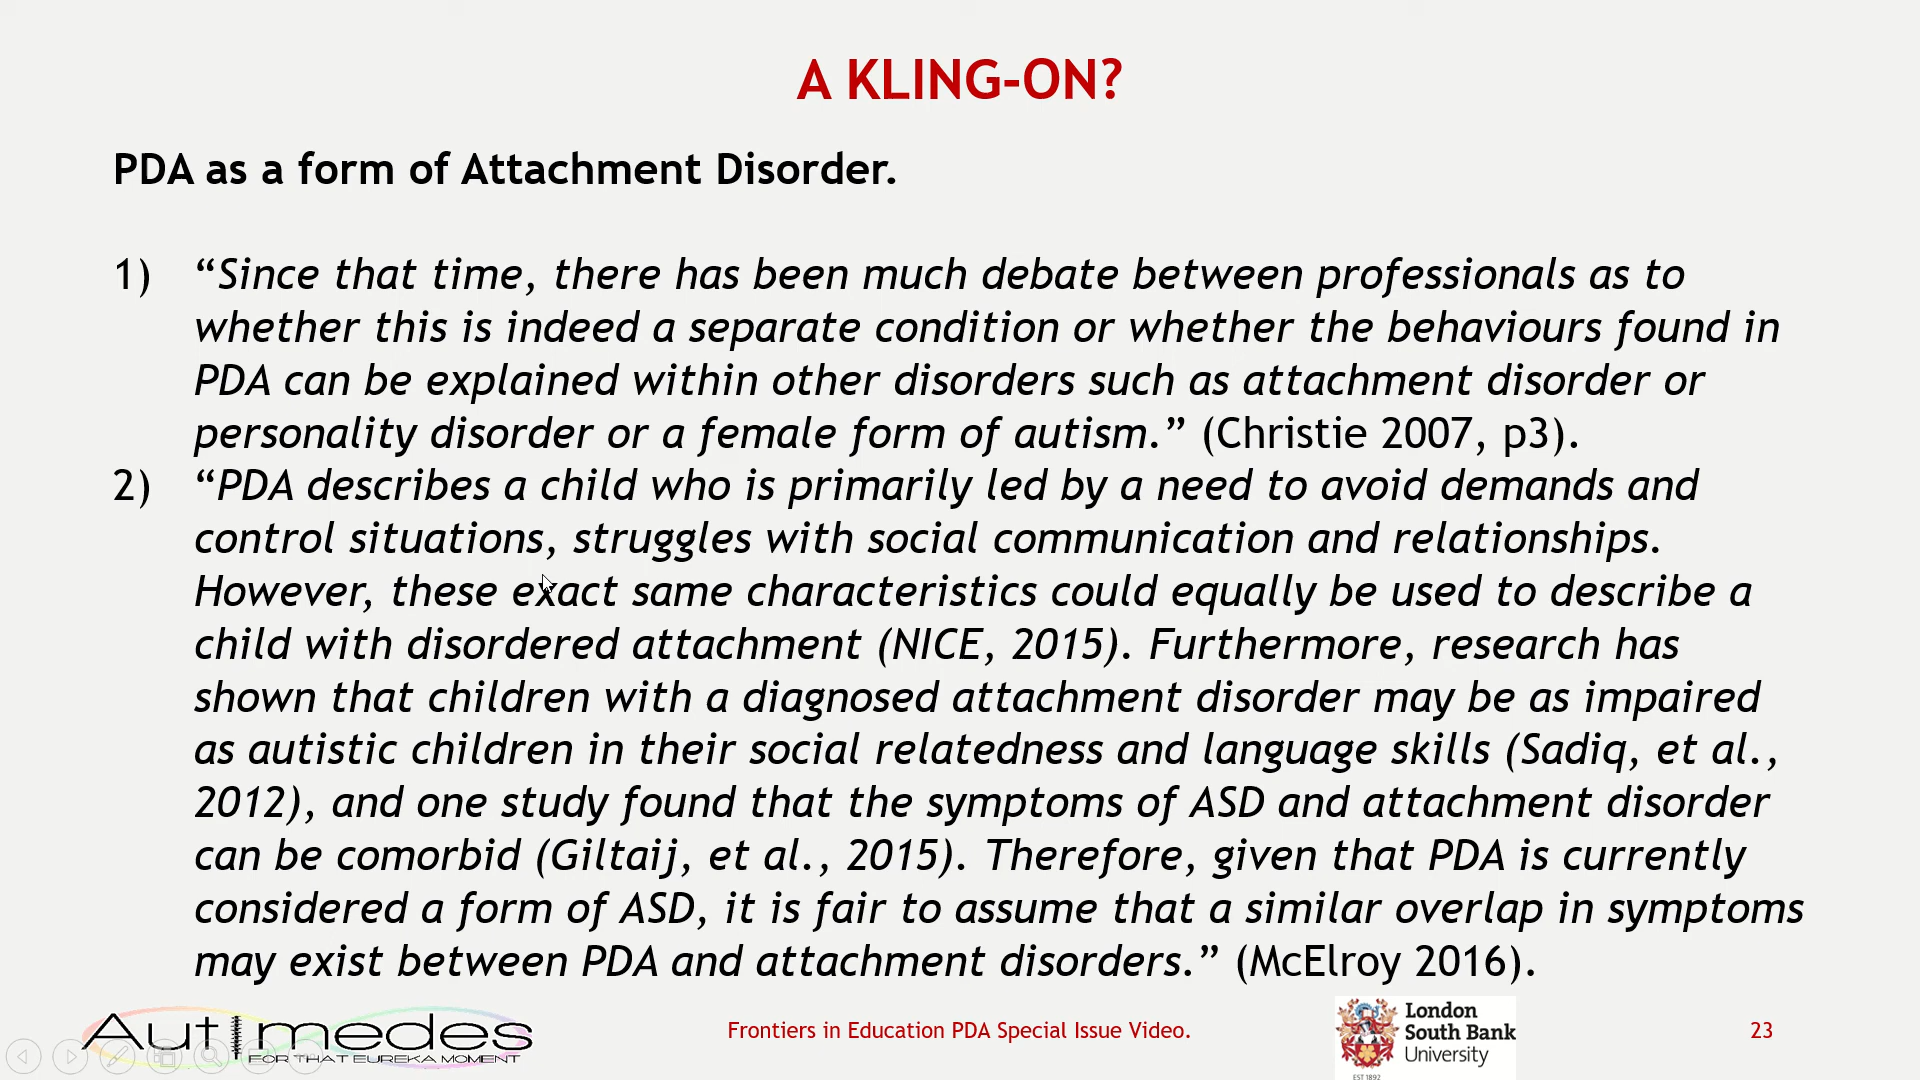 A KLING-ON?
PDA as a form of Attachment Disorder.
1) “Since that time, there has been much debate between professionals as to
whether this is indeed a separate condition or whether the behaviours found in
PDA can be explained within other disorders such as attachment disorder or
personality disorder or a female form of autism.” (Christie 2007, p3).
2) “PDA describes a child who is primarily led by a need to avoid demands and
control situations, struggles with social communication and relationships.
However, these exact same characteristics could equally be used to describe a
child with disordered attachment (NICE, 2015). Furthermore, research has
shown that children with a diagnosed attachment disorder may be as impaired
as autistic children in their social relatedness and language skills (Sadiq, et al.,
2012), and one study found that the symptoms of ASD and attachment disorder
can be comorbid (Giltaij, et al., 2015). Therefore, given that PDA is currently
considered a form of ASD, it is fair to assume that a similar overlap in symptoms
may exist between PDA and attachment disorders.” (McElroy 2016).
Autimedes
FOR THAT EUREKA MOMENT
Frontiers in Education PDA Special Issue Video.
London
South Bank
University
EST 1892
23